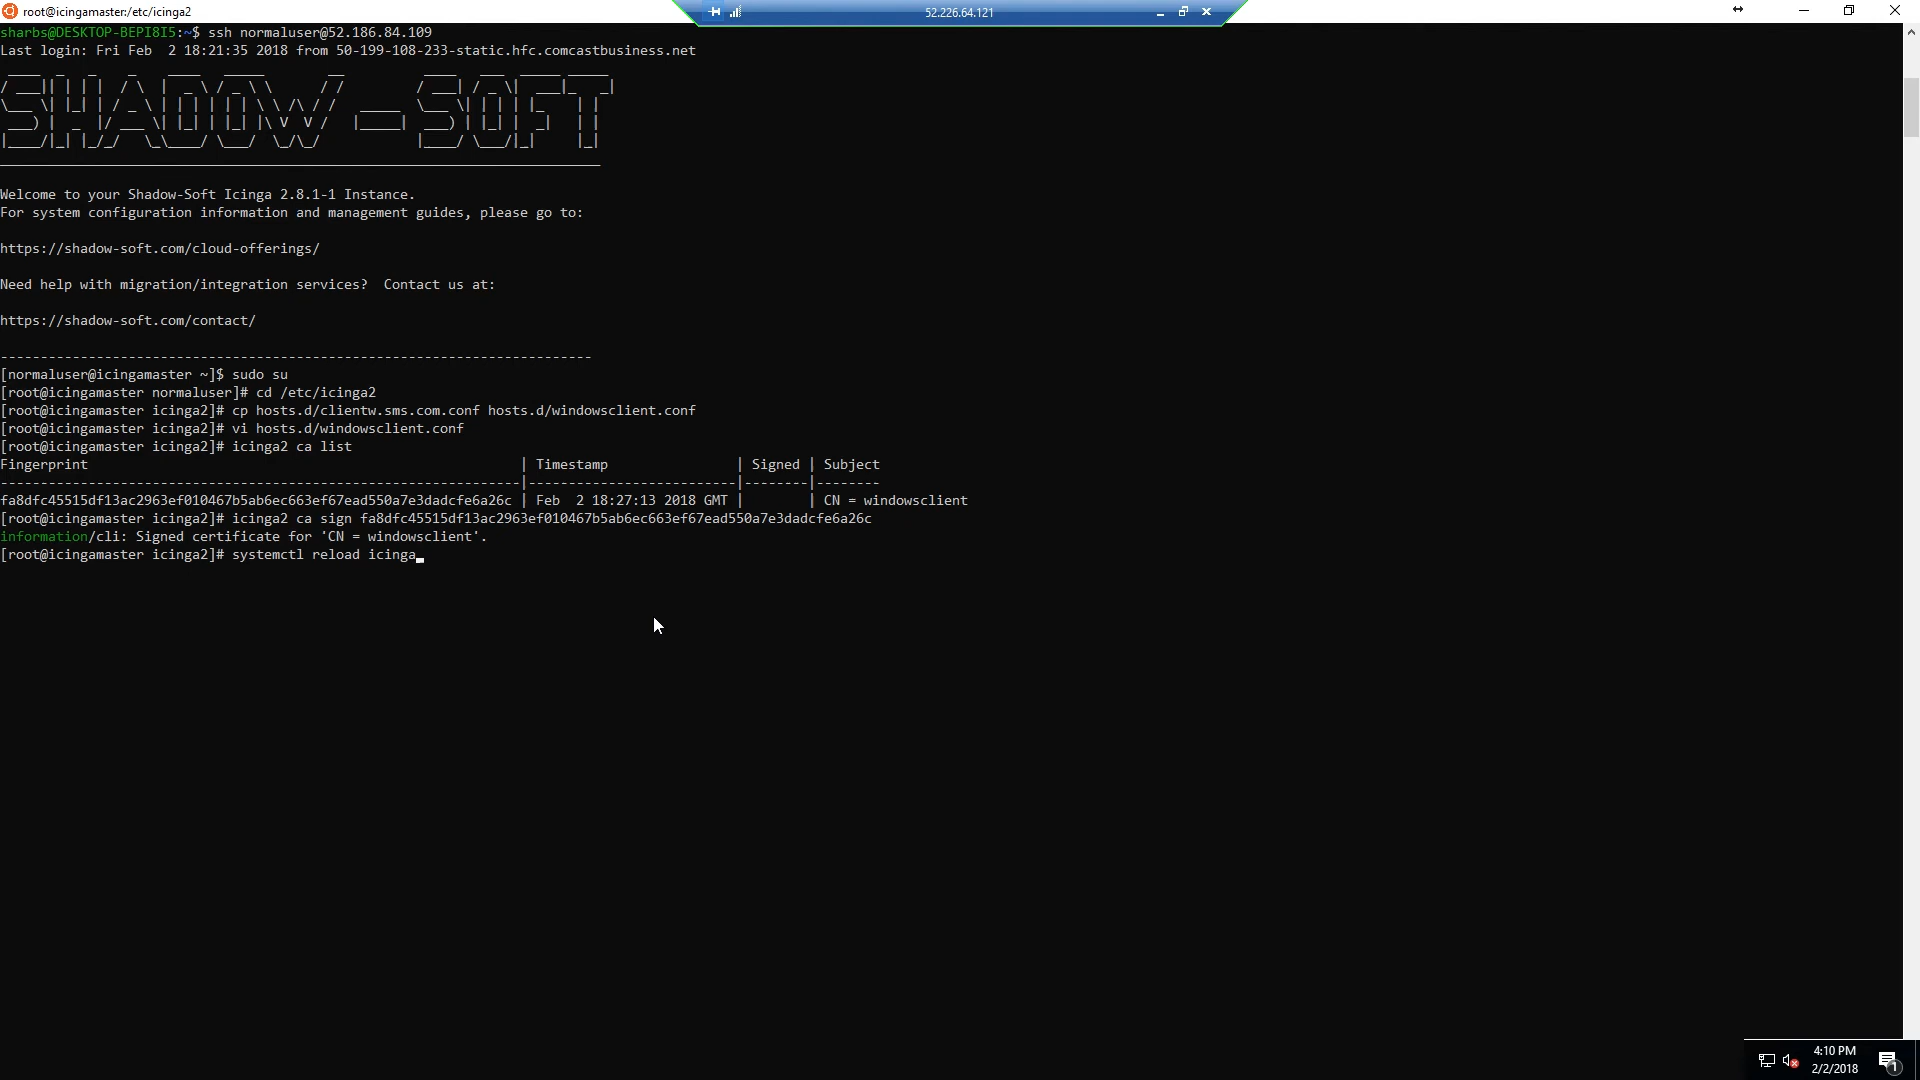 root@icingamaster:/etc/icinga2
52.226.64.121
sharbs@DESKTOP-BEPI8I5:~$ ssh normaluser@52.186.84.109
Last login: Fri Feb  2 18:21:35 2018 from 50-199-108-233-static.hfc.comcastbusiness.net
SHADOW-SOFT
Welcome to your Shadow-Soft Icinga 2.8.1-1 Instance.
For system configuration information and management guides, please go to:
https://shadow-soft.com/cloud-offerings/
Need help with migration/integration services?  Contact us at:
https://shadow-soft.com/contact/
--------------------------------------------------------------------------
[normaluser@icingamaster ~]$ sudo su
[root@icingamaster normaluser]# cd /etc/icinga2
[root@icingamaster icinga2]# cp hosts.d/clientw.sms.com.conf hosts.d/windowsclient.conf
[root@icingamaster icinga2]# vi hosts.d/windowsclient.conf
[root@icingamaster icinga2]# icinga2 ca list
Fingerprint | Timestamp | Signed | Subject
-----------------------------------------------------------------|--------------------------|--------|--------
fa8dfc45515df13ac2963ef010467b5ab6ec663ef67ead550a7e3dadcfe6a26c | Feb  2 18:27:13 2018 GMT |        | CN = windowsclient
[root@icingamaster icinga2]# icinga2 ca sign fa8dfc45515df13ac2963ef010467b5ab6ec663ef67ead550a7e3dadcfe6a26c
information/cli: Signed certificate for 'CN = windowsclient'.
[root@icingamaster icinga2]# systemctl reload icinga
4:10 PM
2/2/2018
1